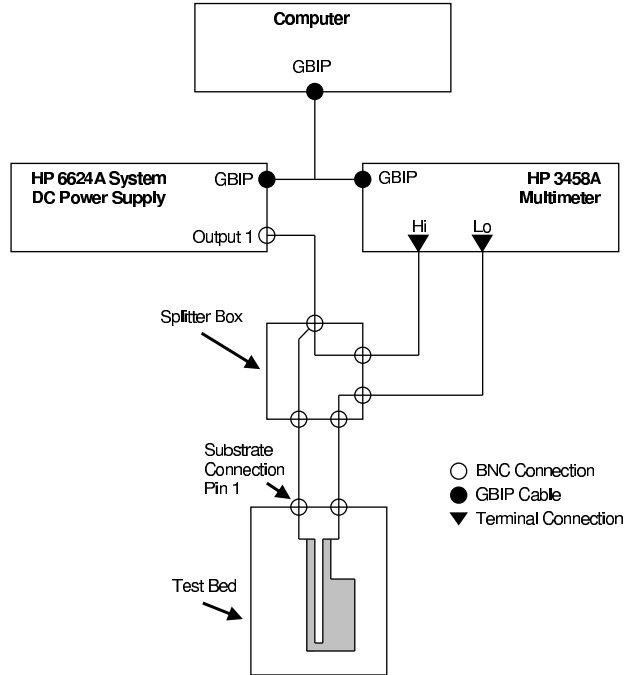 Computer
GBIP
HP 6624A System
DC Power Supply
GBIP
Output 1
GBIP
HP 3458A
Multimeter
Hi
Lo
Splitter Box
Substrate
Connection
Pin 1
BNC Connection
GBIP Cable
Terminal Connection
Test Bed